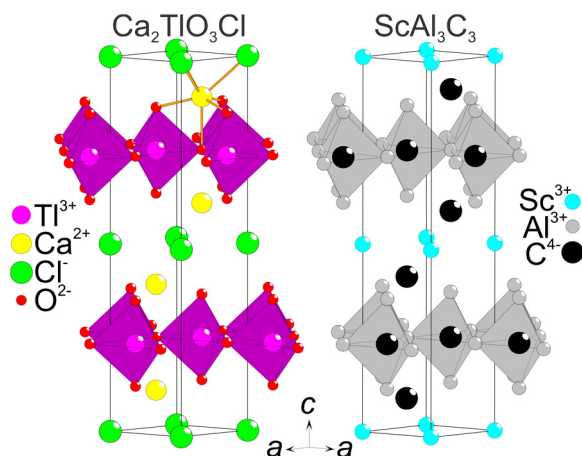 Ca₂TlO₃Cl
ScAl₃C₃
Tl³⁺
Ca²⁺
Cl⁻
O²⁻
Sc³⁺
Al³⁺
C⁴⁻
c
a
a